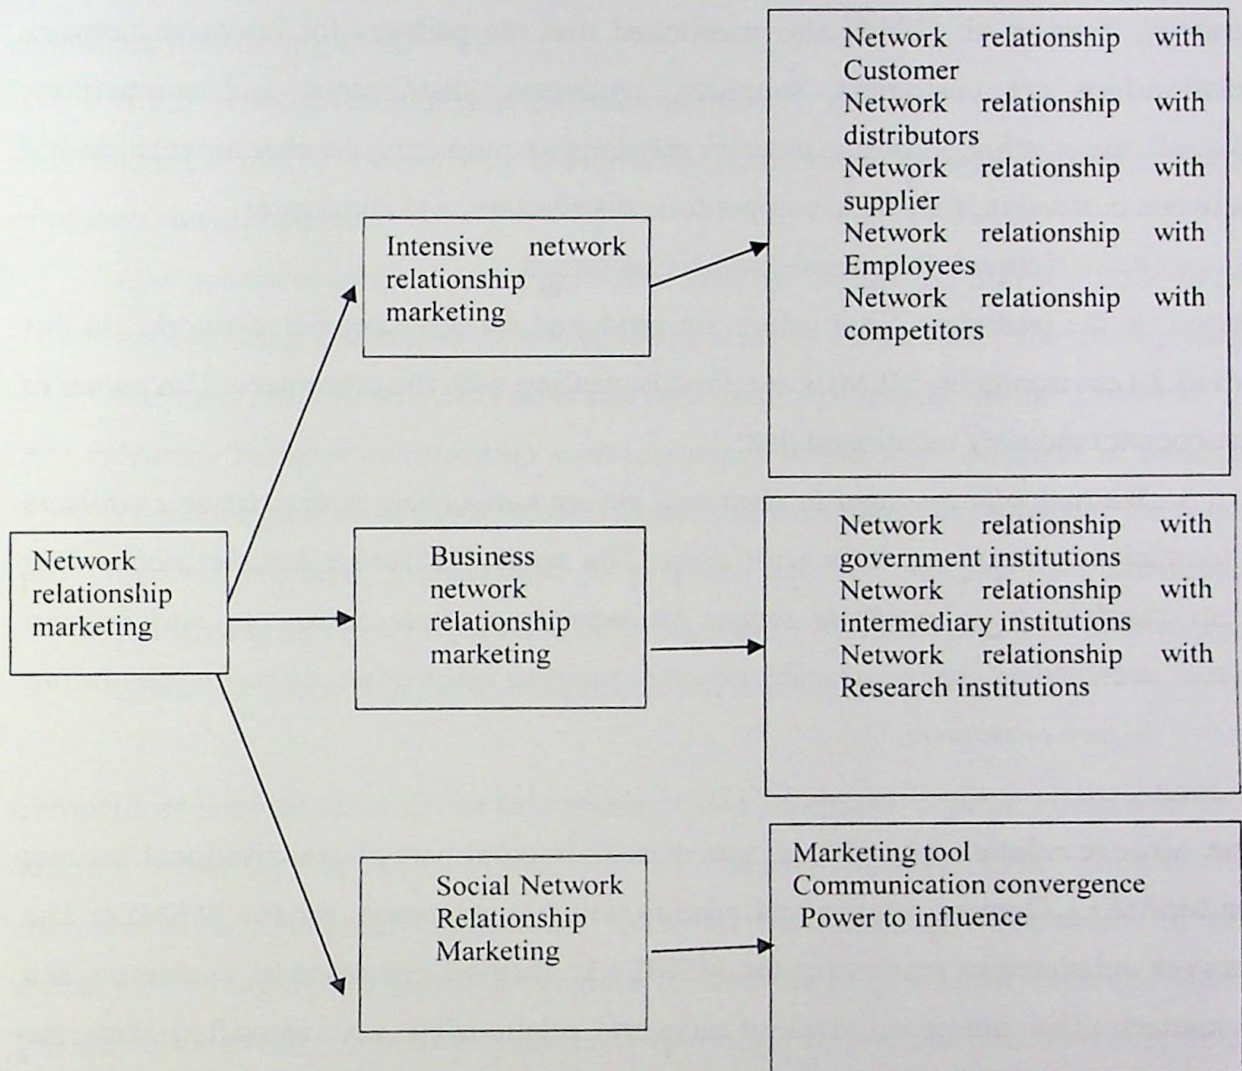 Network relationship with
Customer
Network relationship with
distributors
Network relationship with
supplier
Network relationship with
Employees
Network relationship with
competitors
Intensive network
relationship
marketing
Network relationship with
government institutions
Network relationship with
intermediary institutions
Network relationship with
Research institutions
Business
network
relationship
marketing
Network
relationship
marketing
Marketing tool
Communication convergence
Power to influence
Social Network
Relationship
Marketing